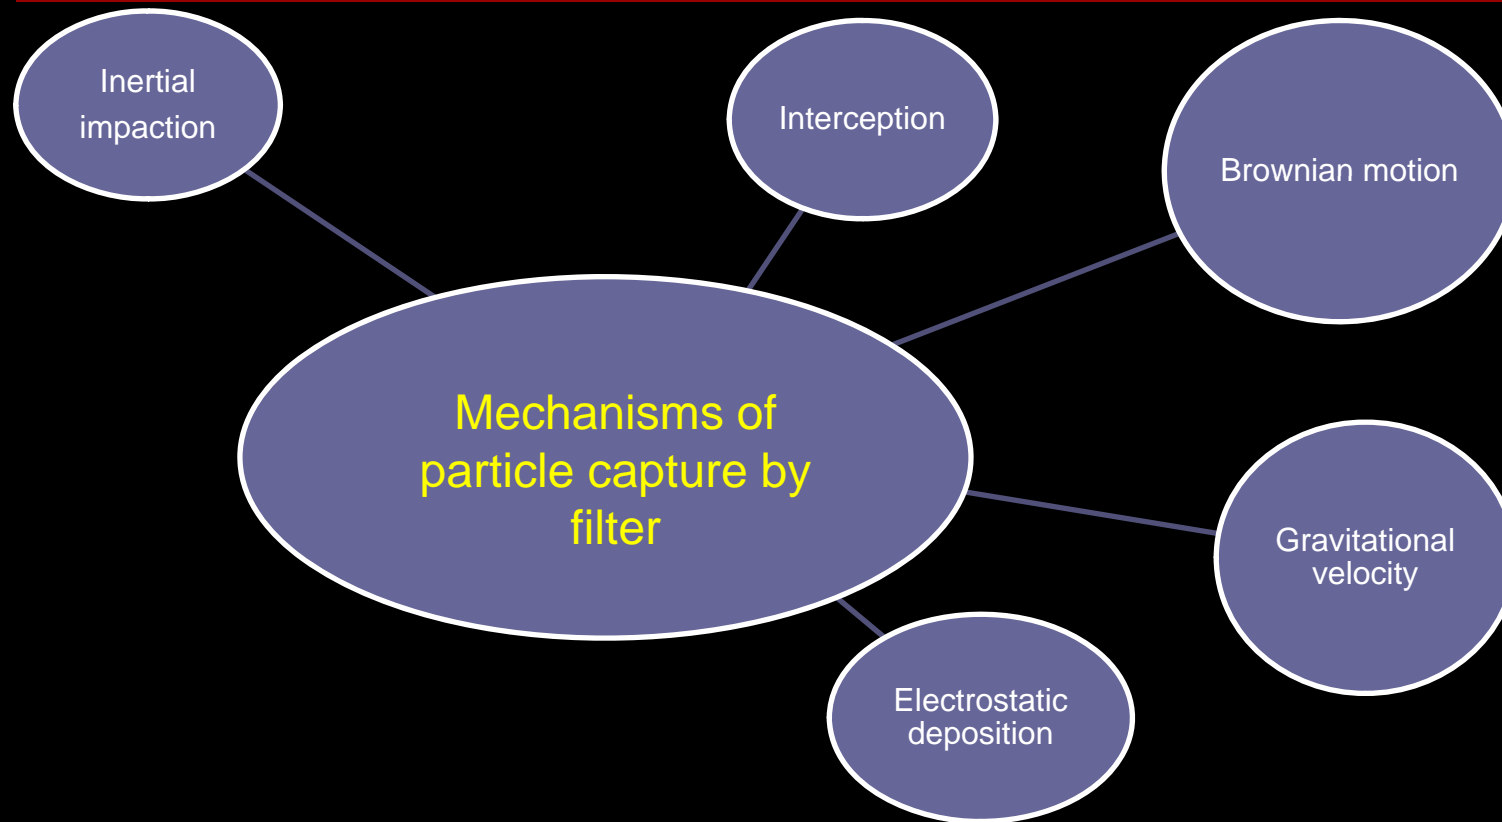 Inertial
impaction
Interception
Brownian motion
Mechanisms of
particle capture by
filter
Gravitational
velocity
Electrostatic
deposition